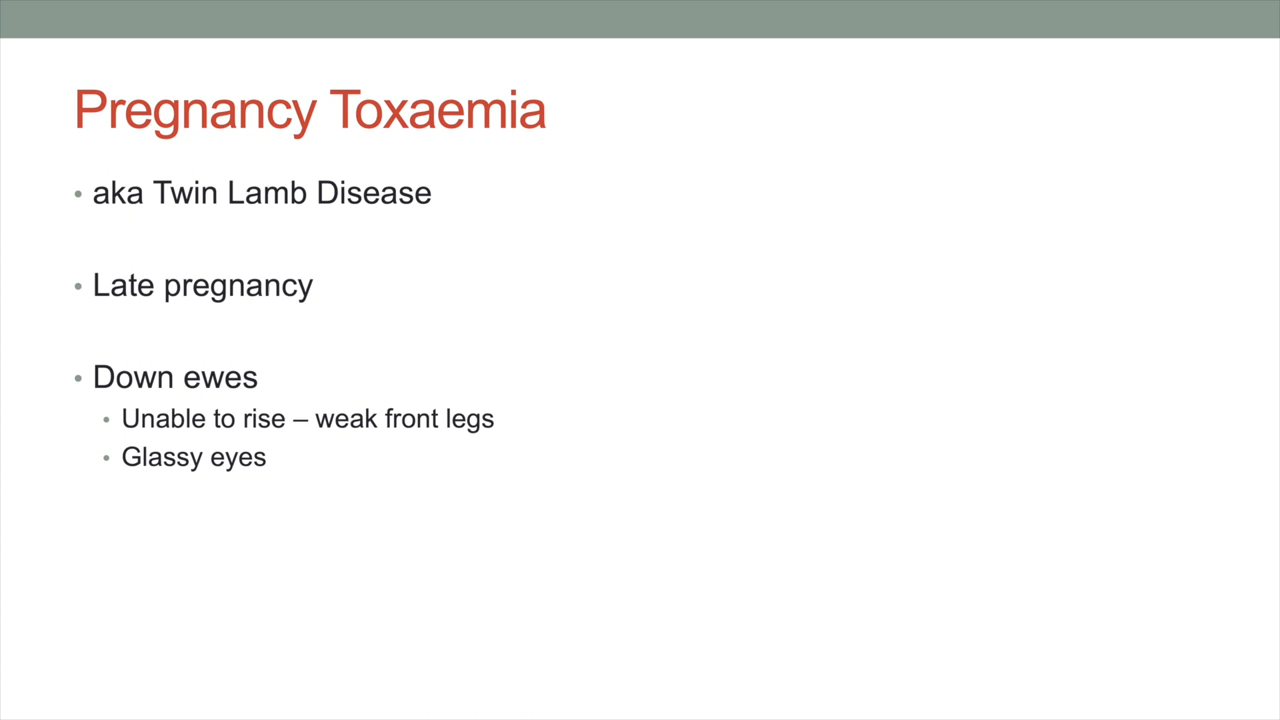 Pregnancy Toxaemia
• aka Twin Lamb Disease
• Late pregnancy
• Down ewes
• Unable to rise – weak front legs
• Glassy eyes